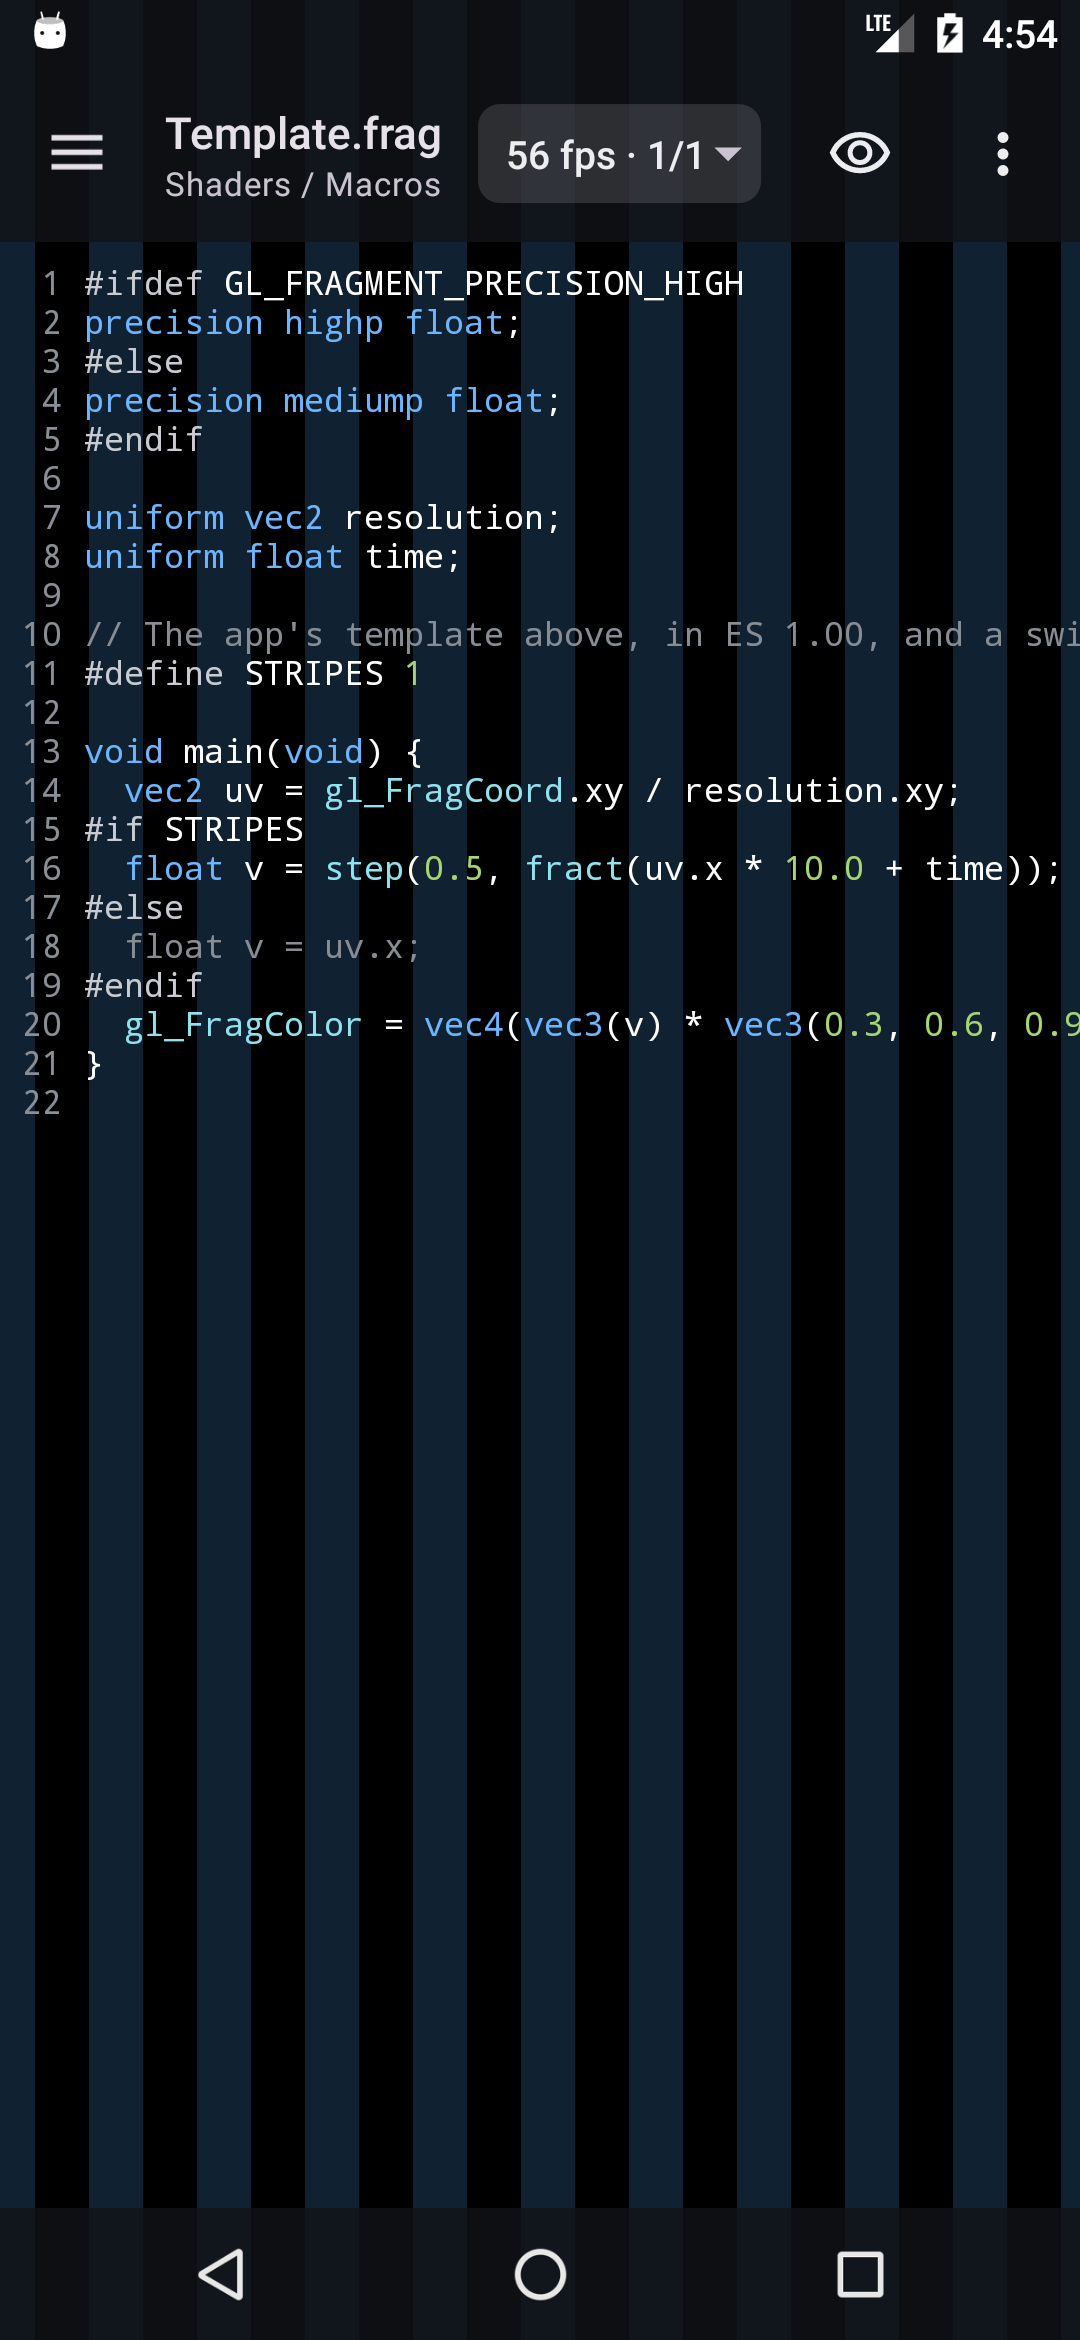 LTE 4:54
Template.frag
Shaders / Macros
56 fps · 1/1
1 #ifdef GL_FRAGMENT_PRECISION_HIGH
2 precision highp float;
3 #else
4 precision mediump float;
5 #endif
6
7 uniform vec2 resolution;
8 uniform float time;
9
10 // The app's template above, in ES 1.00, and a swi
11 #define STRIPES 1
12
13 void main(void) {
14   vec2 uv = gl_FragCoord.xy / resolution.xy;
15 #if STRIPES
16   float v = step(0.5, fract(uv.x * 10.0 + time));
17 #else
18   float v = uv.x;
19 #endif
20   gl_FragColor = vec4(vec3(v) * vec3(0.3, 0.6, 0.9
21 }
22